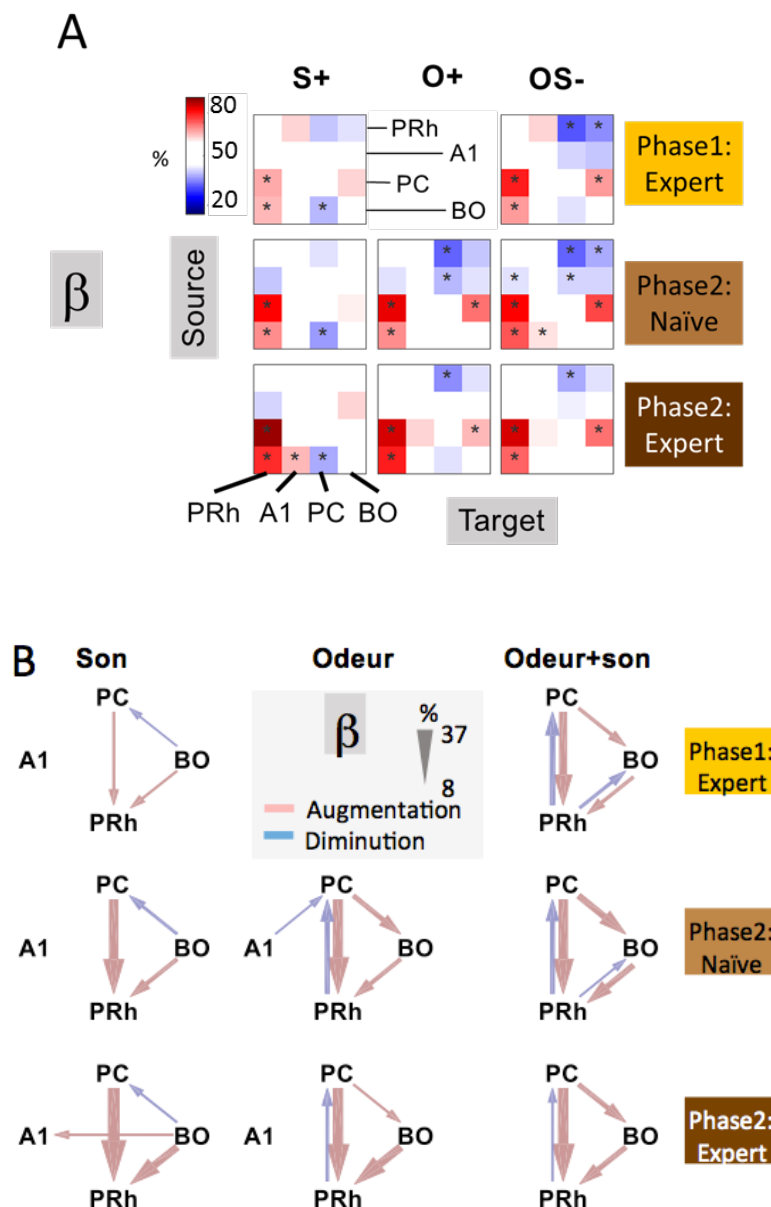 A
S+ O+ OS-
80
50
20
%
PRh
A1
PC
BO
Phase1:
Expert
β
Source
* * * * * * * *
Phase2:
Naïve
Phase2:
Expert
PRh A1 PC BO
Target
B
Son Odeur Odeur+son
PC
A1 BO
PRh
β
% 37
8
Augmentation
Diminution
PC
BO
PRh
Phase1:
Expert
PC PC PC
A1 BO A1 BO BO
PRh PRh PRh
Phase2:
Naïve
PC PC PC
A1 BO A1 BO BO
PRh PRh PRh
Phase2:
Expert